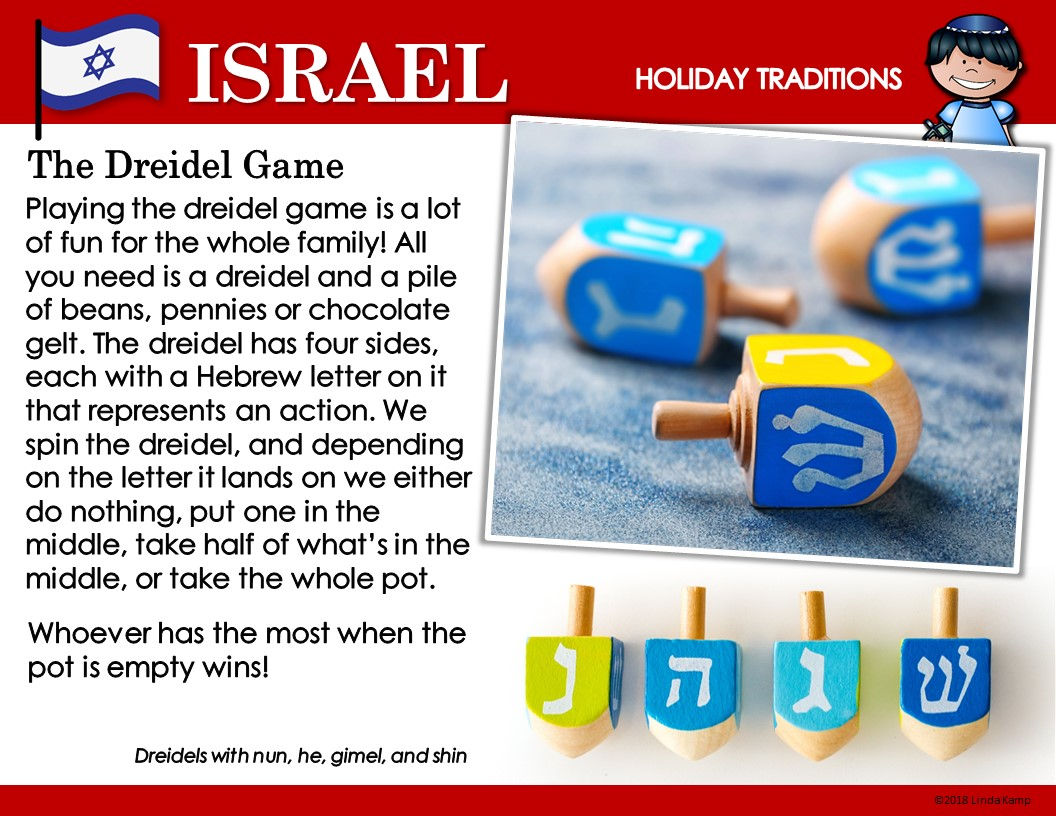 ISRAEL
HOLIDAY TRADITIONS
The Dreidel Game
Playing the dreidel game is a lot
of fun for the whole family! All
you need is a dreidel and a pile
of beans, pennies or chocolate
gelt. The dreidel has four sides,
each with a Hebrew letter on it
that represents an action. We
spin the dreidel, and depending
on the letter it lands on we either
do nothing, put one in the
middle, take half of what's in the
middle, or take the whole pot.
Whoever has the most when the
pot is empty wins!
ש
נ
ש
נ ה ג ש
Dreidels with nun, he, gimel, and shin
©2018 Linda Kamp